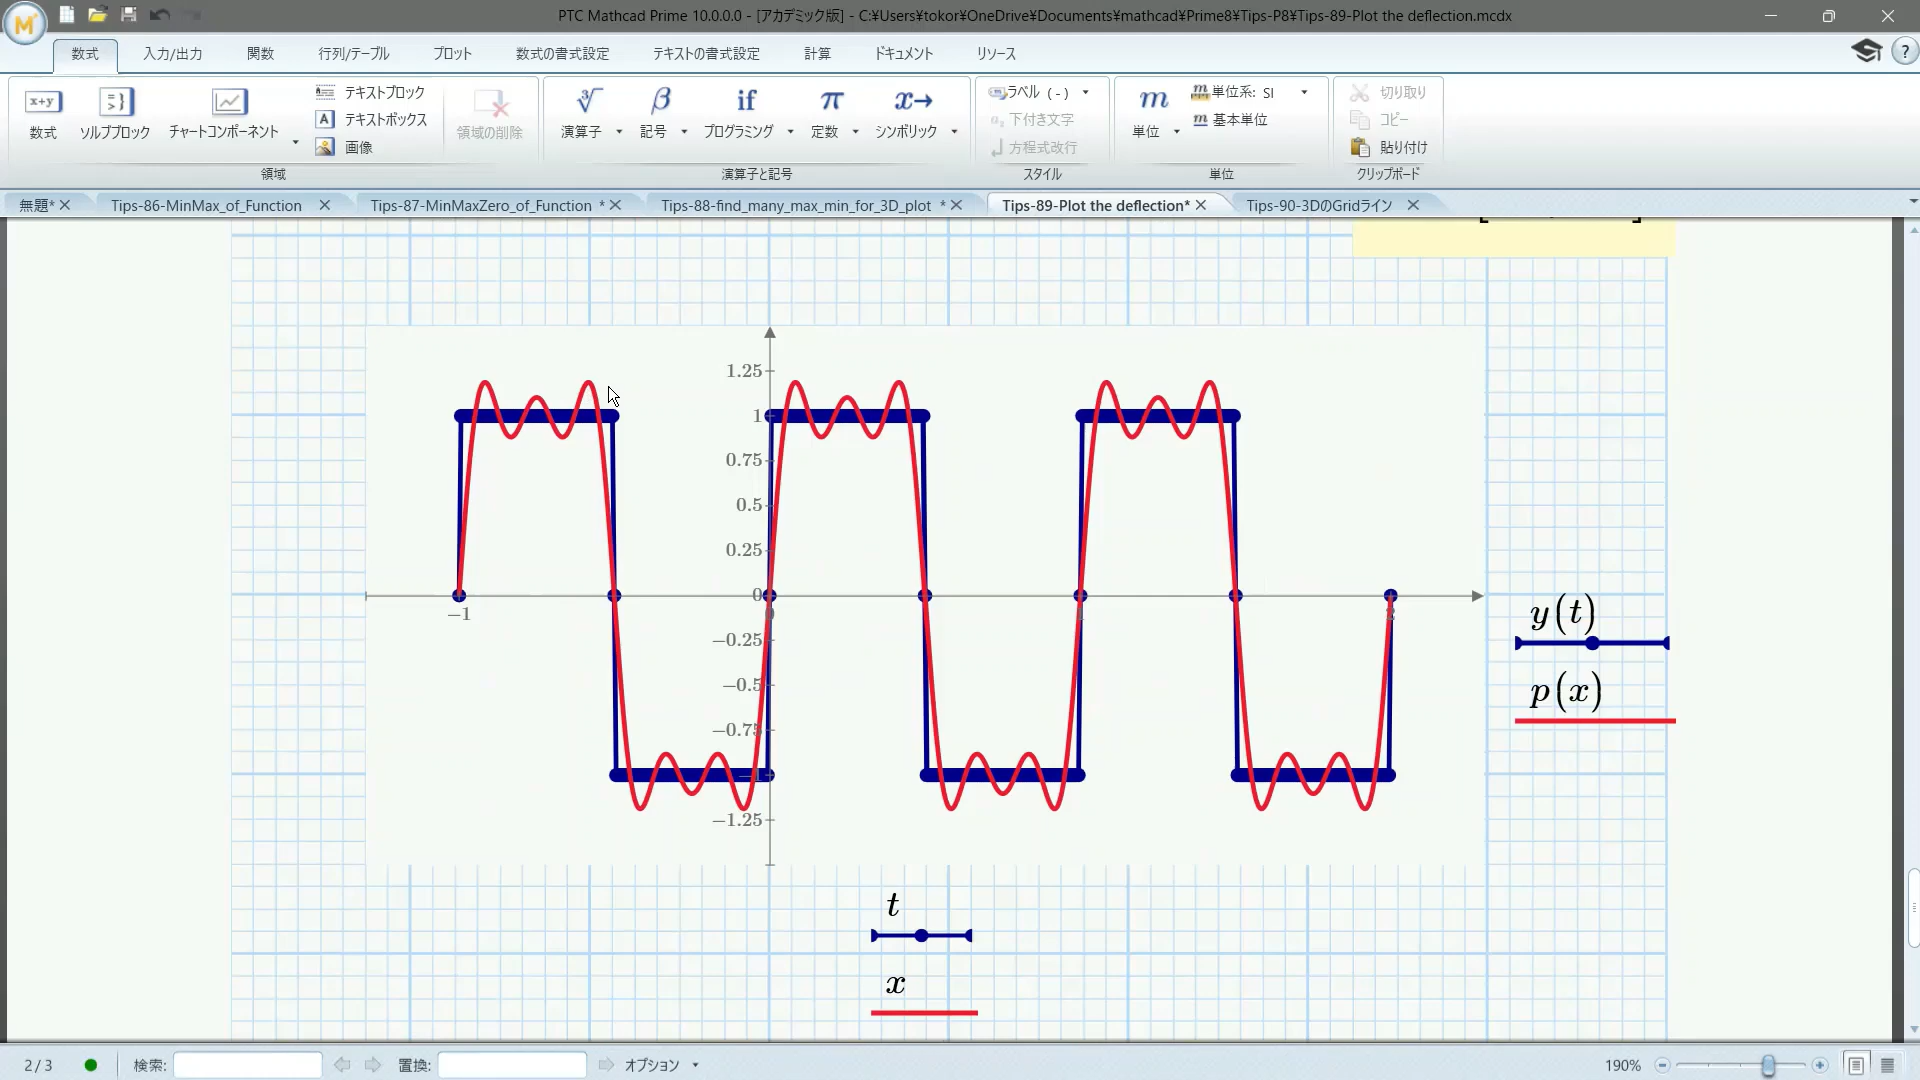 PTC Mathcad Prime 10.0.0.0 - [アカデミック版] - C:¥Users¥tokor¥OneDrive¥Documents¥mathcad¥Prime8¥Tips-P8¥Tips-89-Plot the deflection.mcdx
数式 入力/出力 関数 行列/テーブル プロット 数式の書式設定 テキストの書式設定 計算 ドキュメント リソース
テキストブロック
テキストボックス
画像
数式 ソルブブロック チャートコンポーネント 領域の削除
領域
if
演算子 記号 プログラミング 定数 シンボリック
演算子と記号
ラベル (-)
下付き文字
方程式改行
スタイル
単位
単位系: SI
基本単位
単位
切り取り
コピー
貼り付け
クリップボード
無題* Tips-86-MinMax_of_Function Tips-87-MinMaxZero_of_Function * Tips-88-find_many_max_min_for_3D_plot * Tips-89-Plot the deflection* Tips-90-3DのGridライン
1.25
1
0.75
0.5
0.25
0
−0.25
−0.5
−0.75
−1
−1.25
−1 0 1 2
y(t)
p(x)
t
x
2 / 3 検索: 置換: オプション 190%